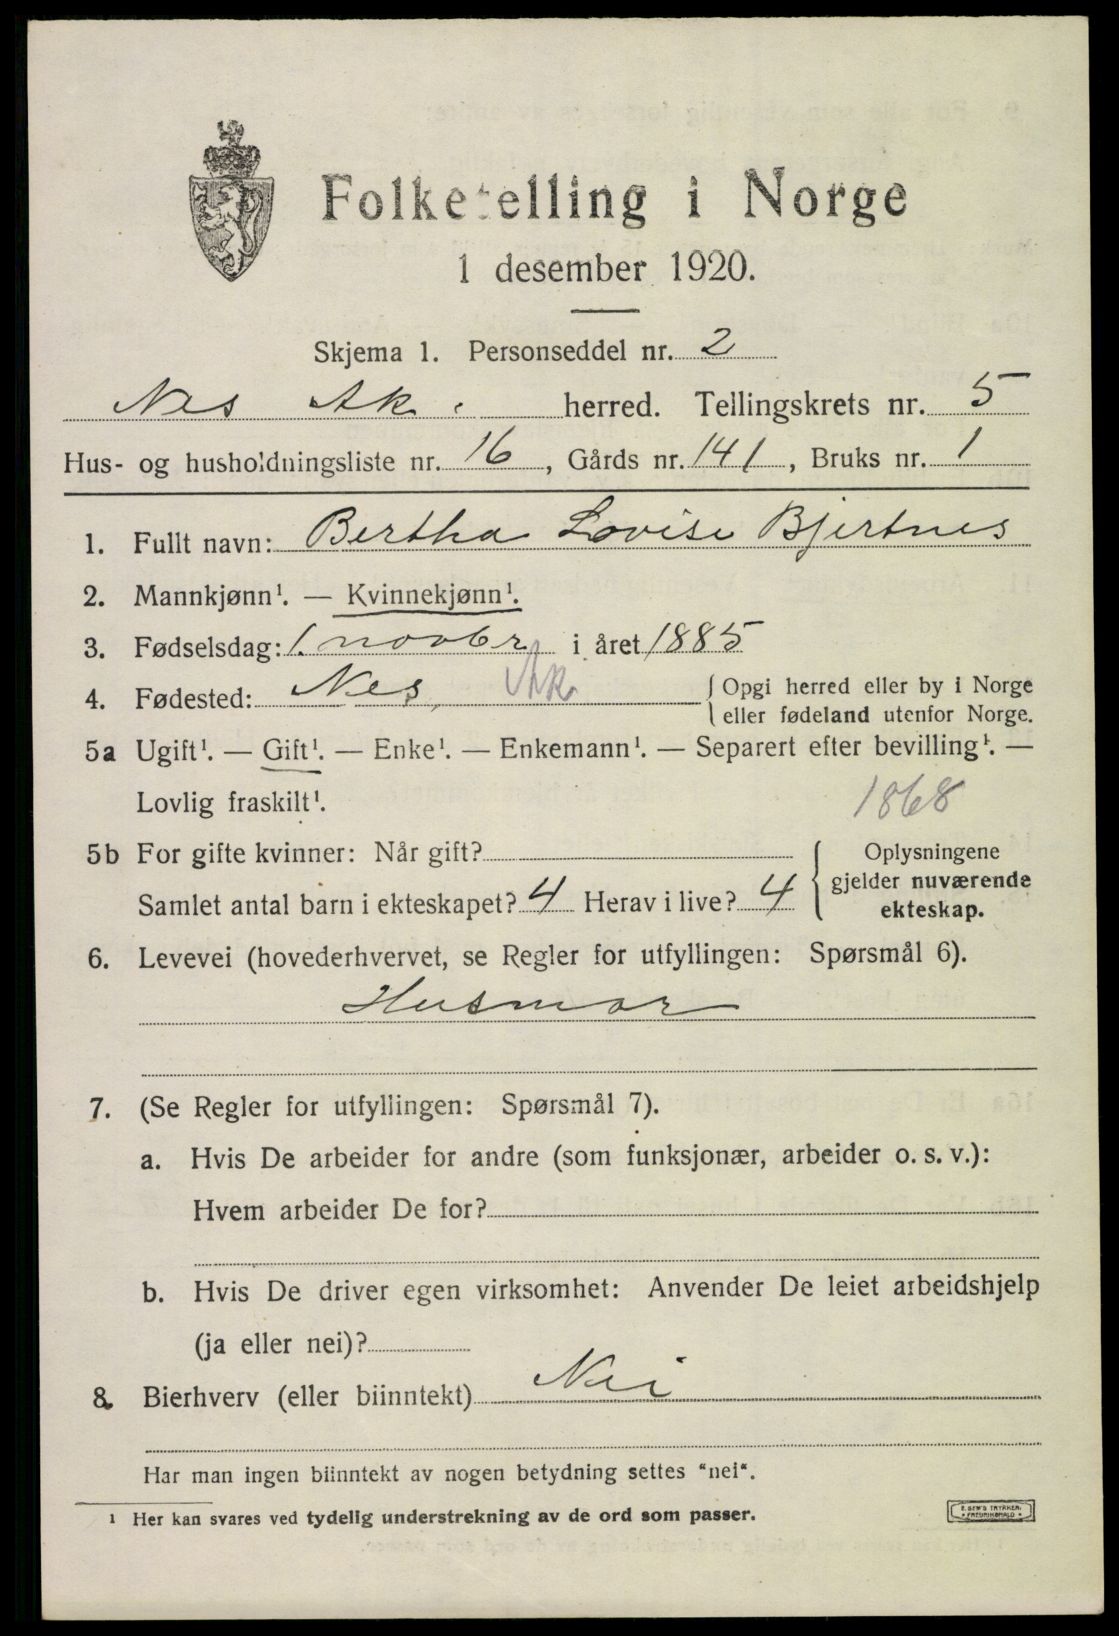 Folketelling i Norge
1 desember 1920.
Skjema 1. Personseddel nr. 2
Nes Ak. herred. Tellingskrets nr. 5
Hus- og husholdningsliste nr. 16, Gårds nr. 141, Bruks nr. 1
1. Fullt navn: Bertha Lovise Bjertnes
2. Mannkjønn¹. — Kvinnekjønn¹.
3. Fødselsdag: 1. novbr i året 1885
4. Fødested: Nes, Ak. { Opgi herred eller by i Norge
eller fødeland utenfor Norge.
5a Ugift¹. — Gift¹. — Enke¹. — Enkemann¹. — Separert efter bevilling¹. —
Lovlig fraskilt¹. 1868
5b For gifte kvinner: Når gift? { Oplysningene
gjelder nuværende
ekteskap.
Samlet antal barn i ekteskapet? 4 Herav i live? 4
6. Levevei (hovederhvervet, se Regler for utfyllingen: Spørsmål 6).
Husmor
7. (Se Regler for utfyllingen: Spørsmål 7).
a. Hvis De arbeider for andre (som funksjonær, arbeider o. s. v.):
Hvem arbeider De for?
b. Hvis De driver egen virksomhet: Anvender De leiet arbeidshjelp
(ja eller nei)?
8. Bierhverv (eller biinntekt) Nei
Har man ingen biinntekt av nogen betydning settes "nei".
¹ Her kan svares ved tydelig understrekning av de ord som passer.